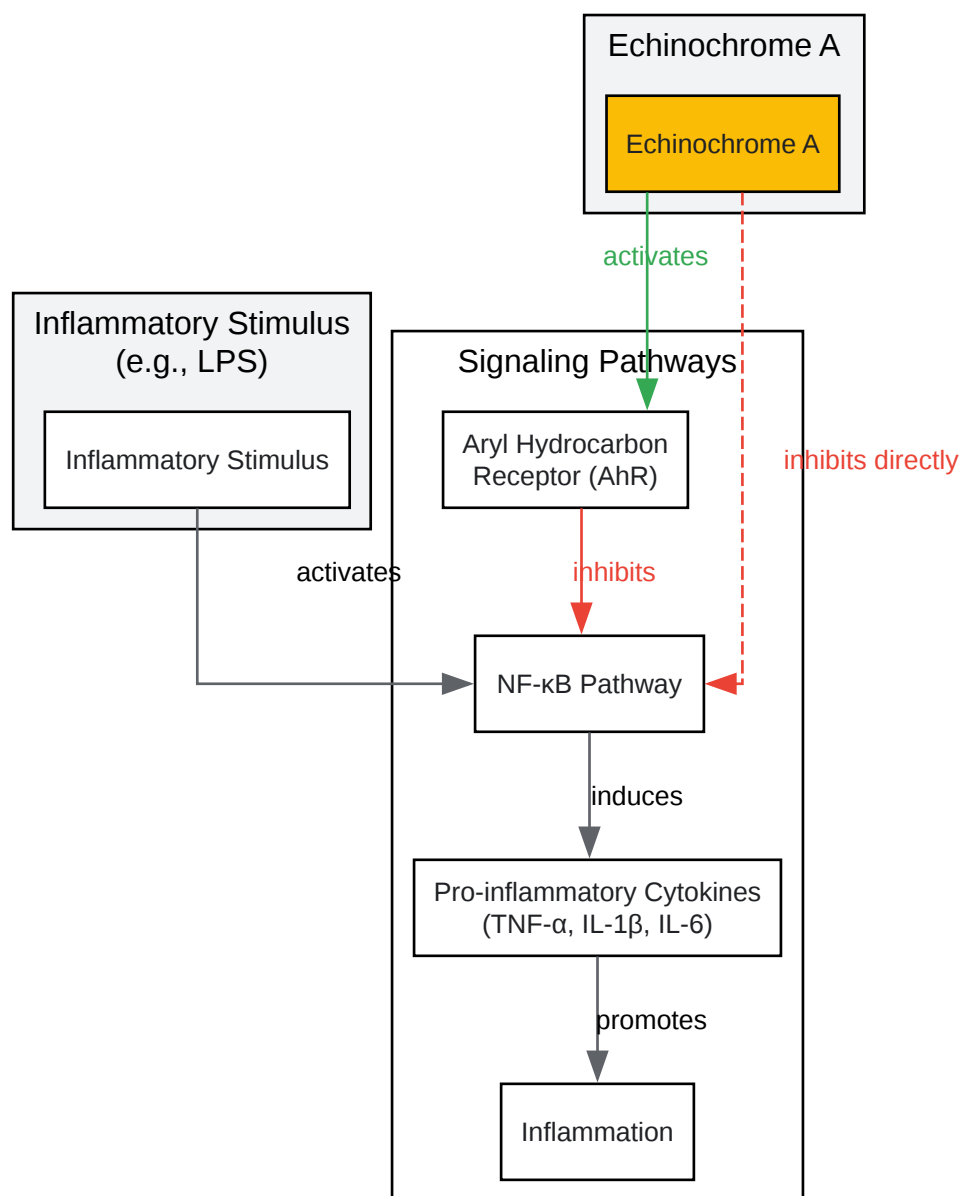 Echinochrome A
Echinochrome A
activates
inhibits directly
Inflammatory Stimulus
(e.g., LPS)
Inflammatory Stimulus
activates
Signaling Pathways
Aryl Hydrocarbon
Receptor (AhR)
inhibits
NF-κB Pathway
induces
Pro-inflammatory Cytokines
(TNF-α, IL-1β, IL-6)
promotes
Inflammation